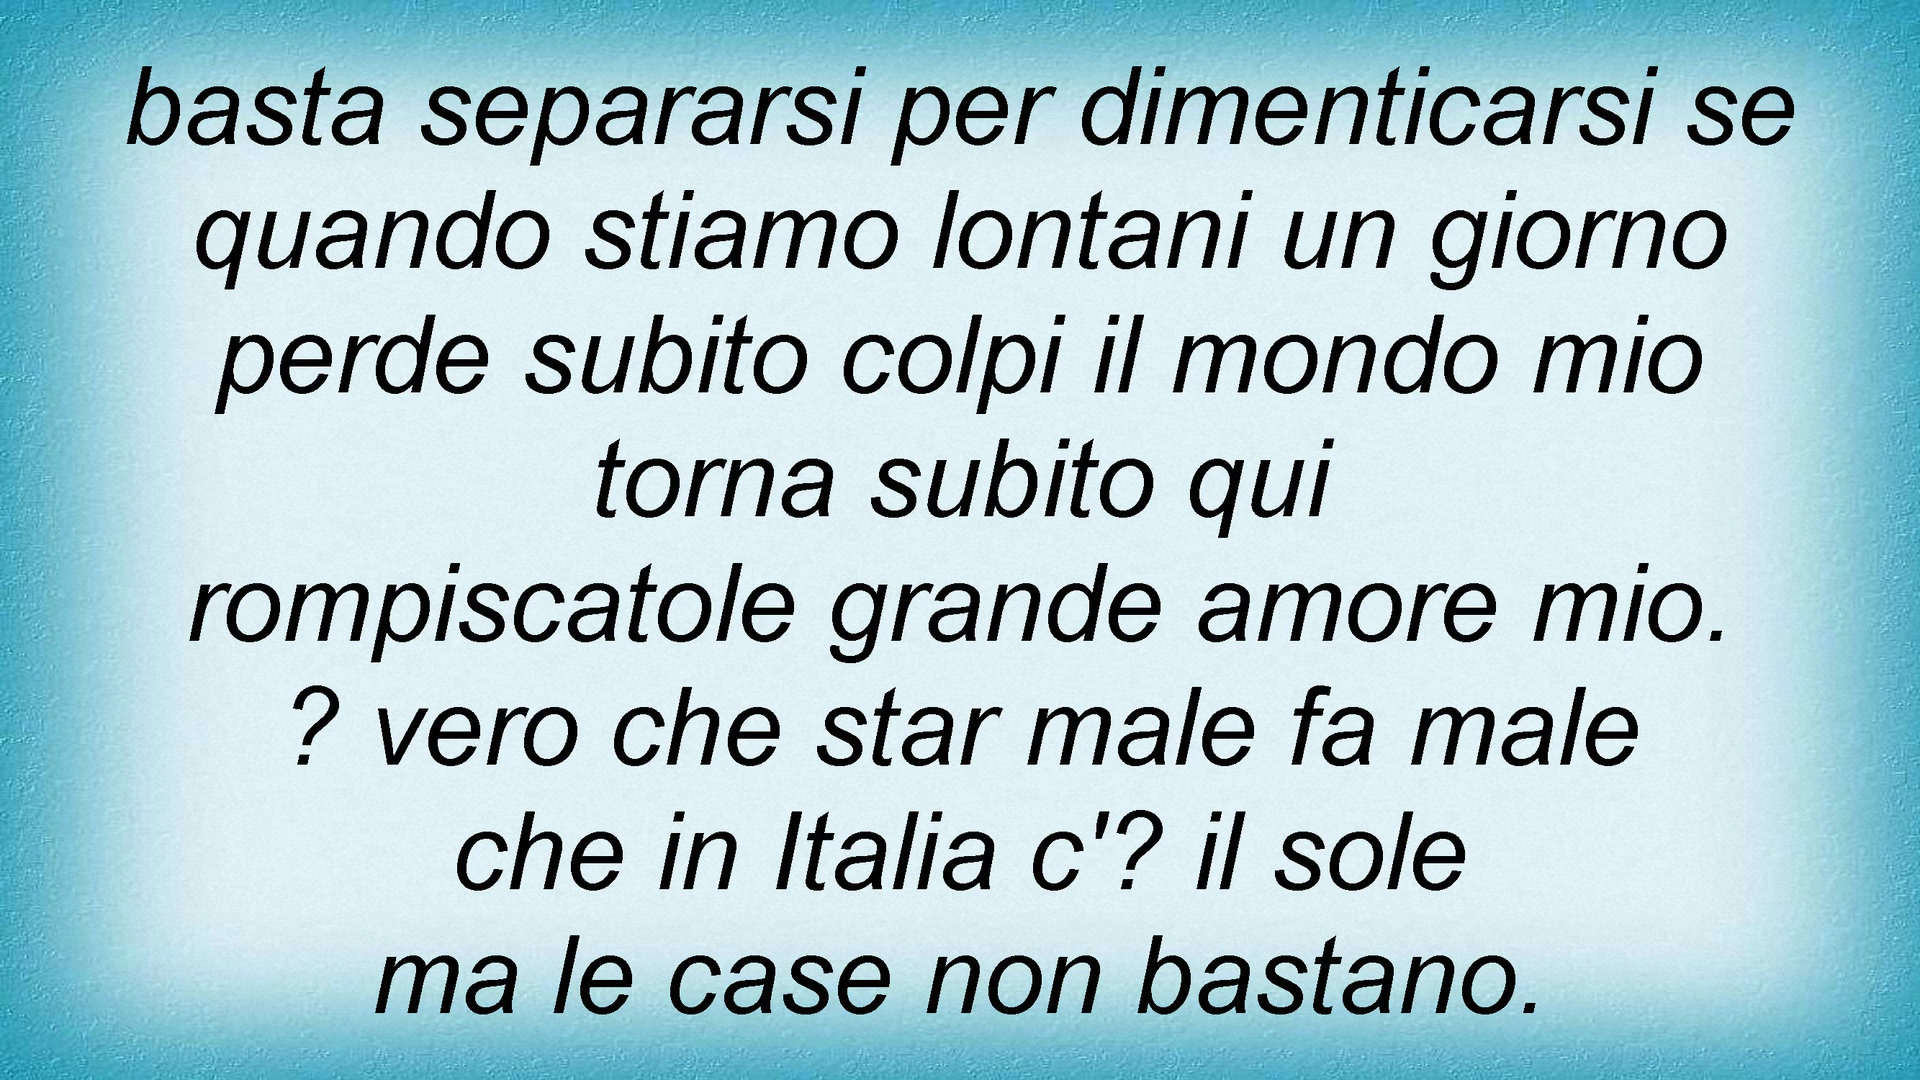 basta separarsi per dimenticarsi se
quando stiamo lontani un giorno
perde subito colpi il mondo mio
torna subito qui
rompiscatole grande amore mio.
? vero che star male fa male
che in Italia c'? il sole
ma le case non bastano.